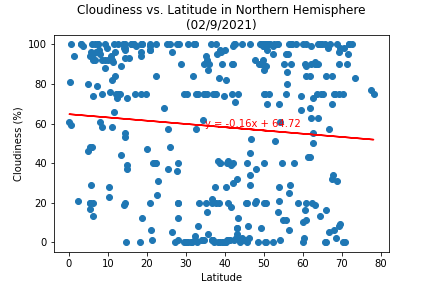 Cloudiness vs. Latitude in Northern Hemisphere
(02/9/2021)
100
80
60
40
20
0
Cloudiness (%)
y = -0.16x + 64.72
0 10 20 30 40 50 60 70 80
Latitude